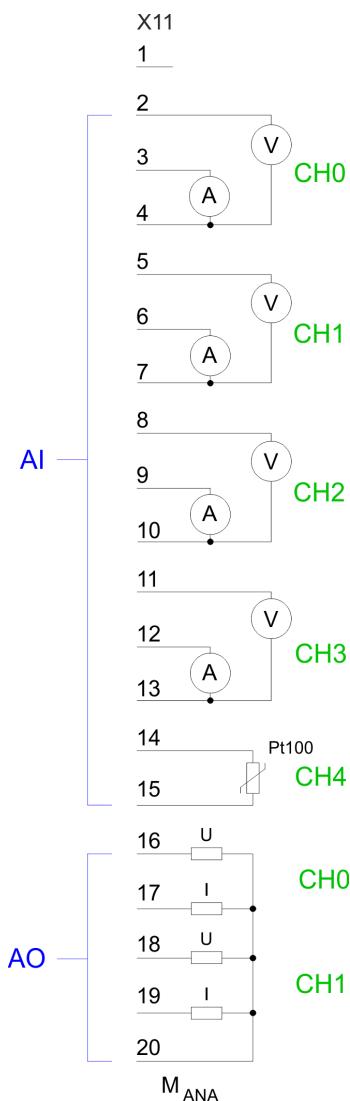 X11
1
2
V
3
CH0
A
4
5
V
6
CH1
A
7
8
V
AI
9
CH2
A
10
11
V
12
CH3
A
13
14
Pt100
CH4
15
16
U
CH0
17
I
18
U
AO
CH1
19
I
20
M ANA